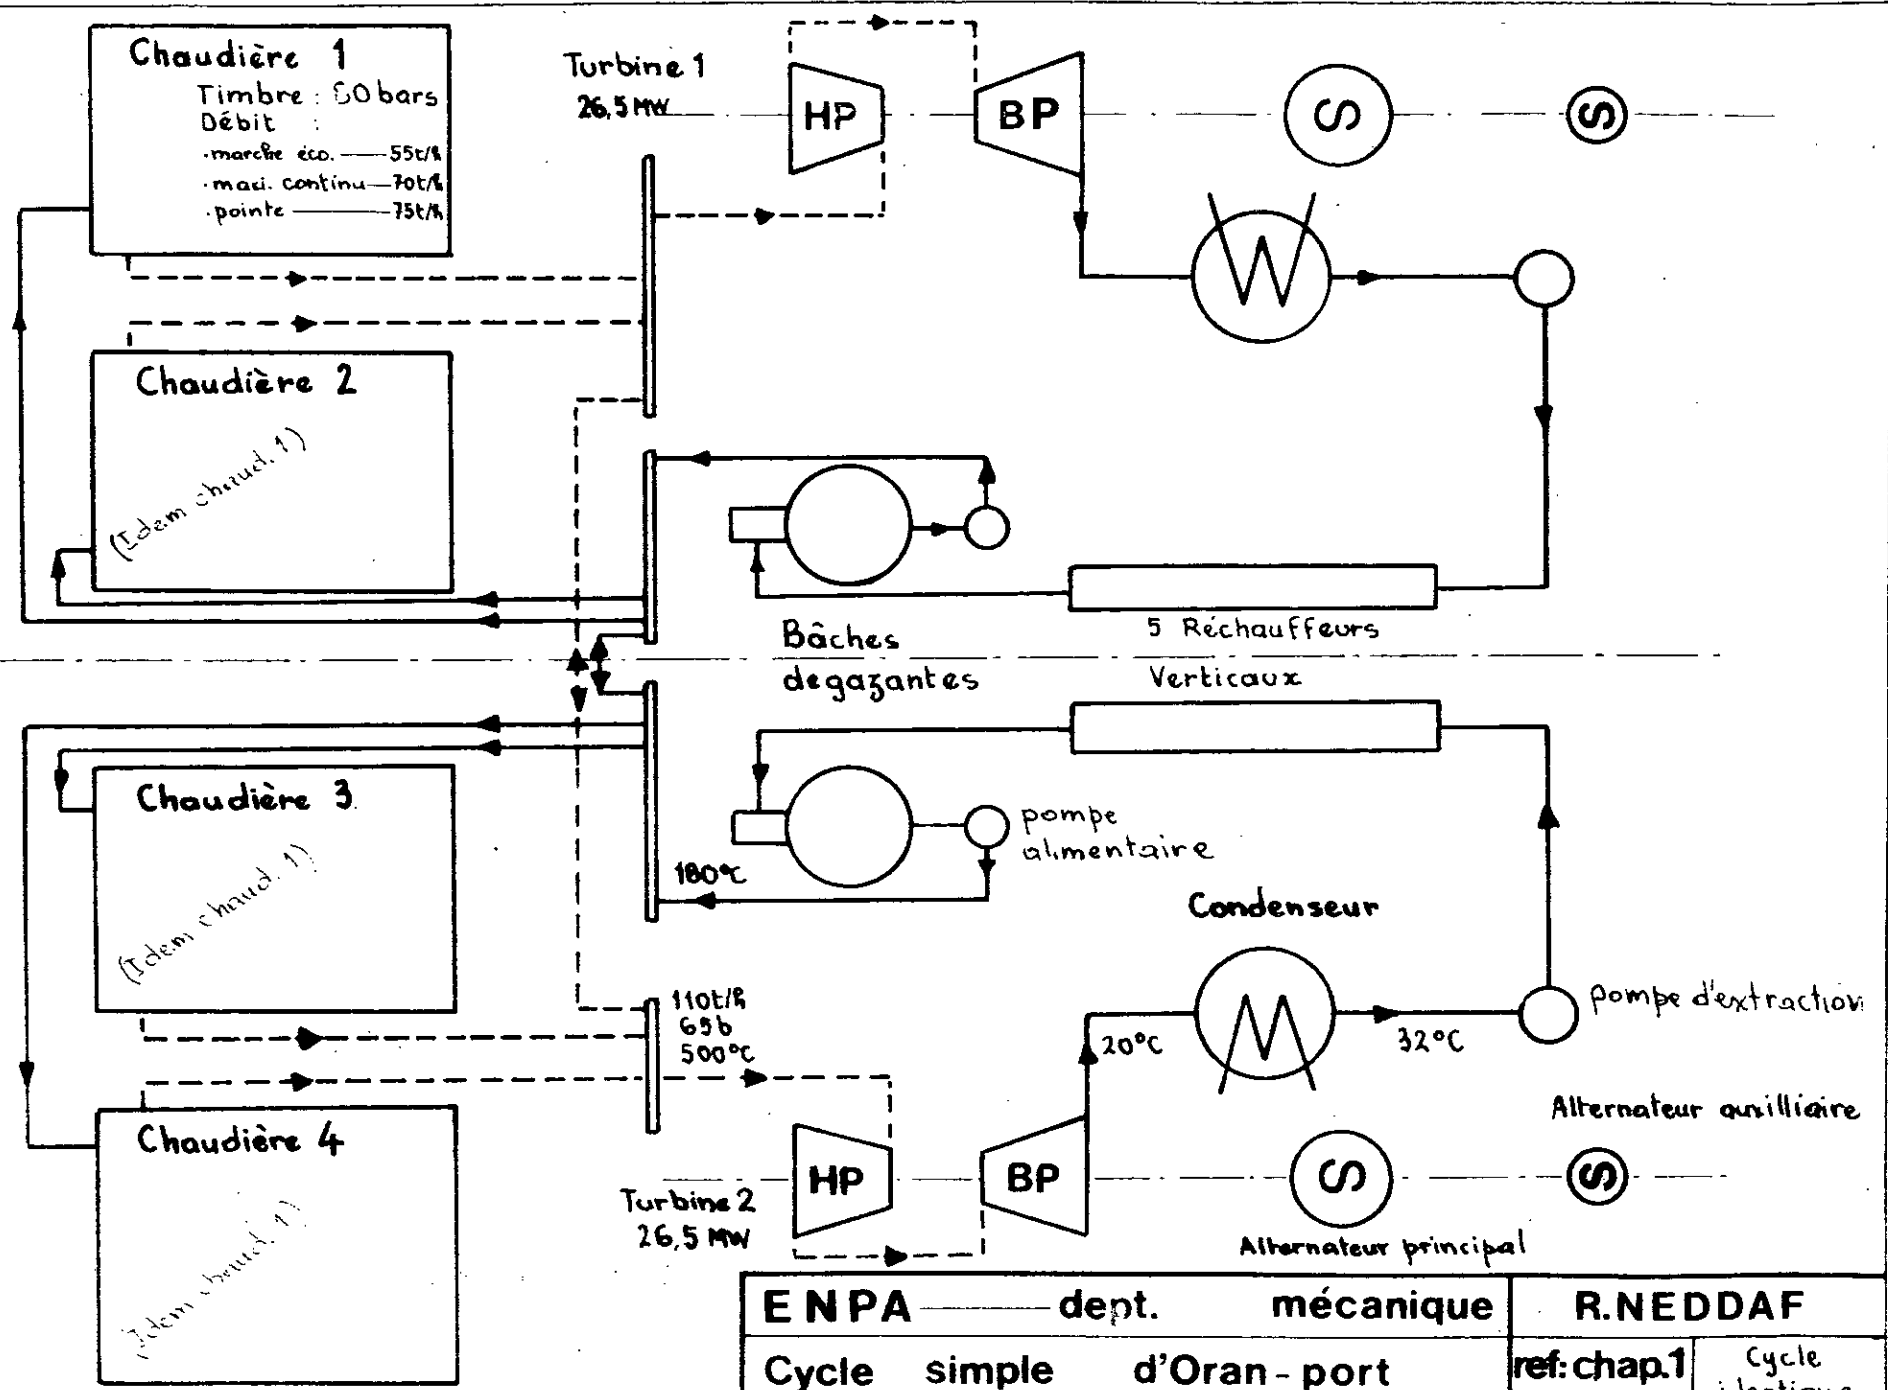 Chaudière 1
Timbre : 60 bars
Débit :
·marche éco. — 55t/h
·maxi. continu — 70t/h
·pointe — 75t/h
Turbine 1
26,5 MW
HP
BP
S
S
Chaudière 2
(Idem chaud. 1)
5 Réchauffeurs
Verticaux
Bâches
degazantes
Chaudière 3
(Idem chaud. 1)
pompe
alimentaire
180°C
Condenseur
110t/h
65b
500°C
20°C
32°C
pompe d'extraction
Alternateur auxilliaire
Chaudière 4
(Idem chaud. 1)
Turbine 2
26,5 MW
HP
BP
S
S
Alternateur principal
ENPA — dept. mécanique
R.NEDDAF
Cycle simple d'Oran - port
ref: chap.1
Cycle